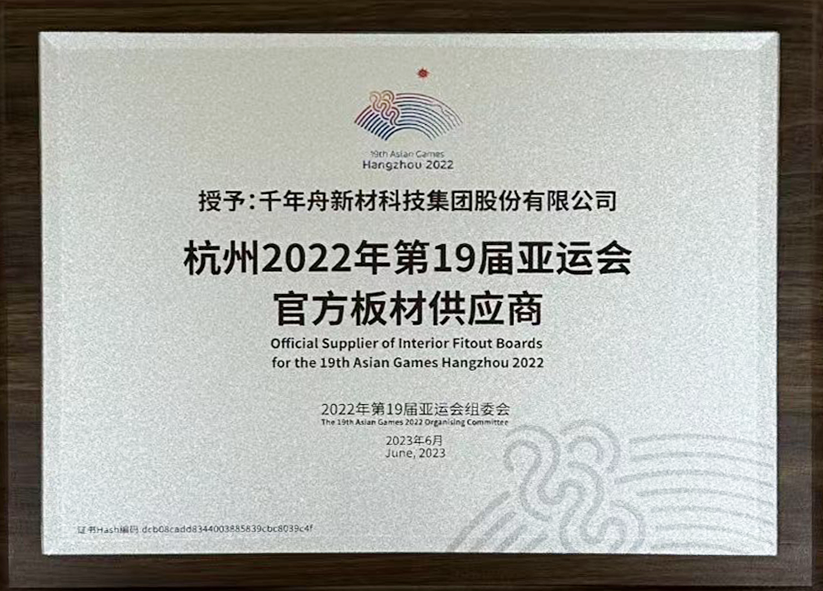 19th Asian Games
Hangzhou 2022
授予:千年舟新材科技集团股份有限公司
杭州2022年第19届亚运会
官方板材供应商
Official Supplier of Interior Fitout Boards
for the 19th Asian Games Hangzhou 2022
2022年第19届亚运会组委会
The 19th Asian Games 2022 Organising Committee
2023年6月
June, 2023
证书Hash编码: dcb08cadd8344003885839cbc8039c4f